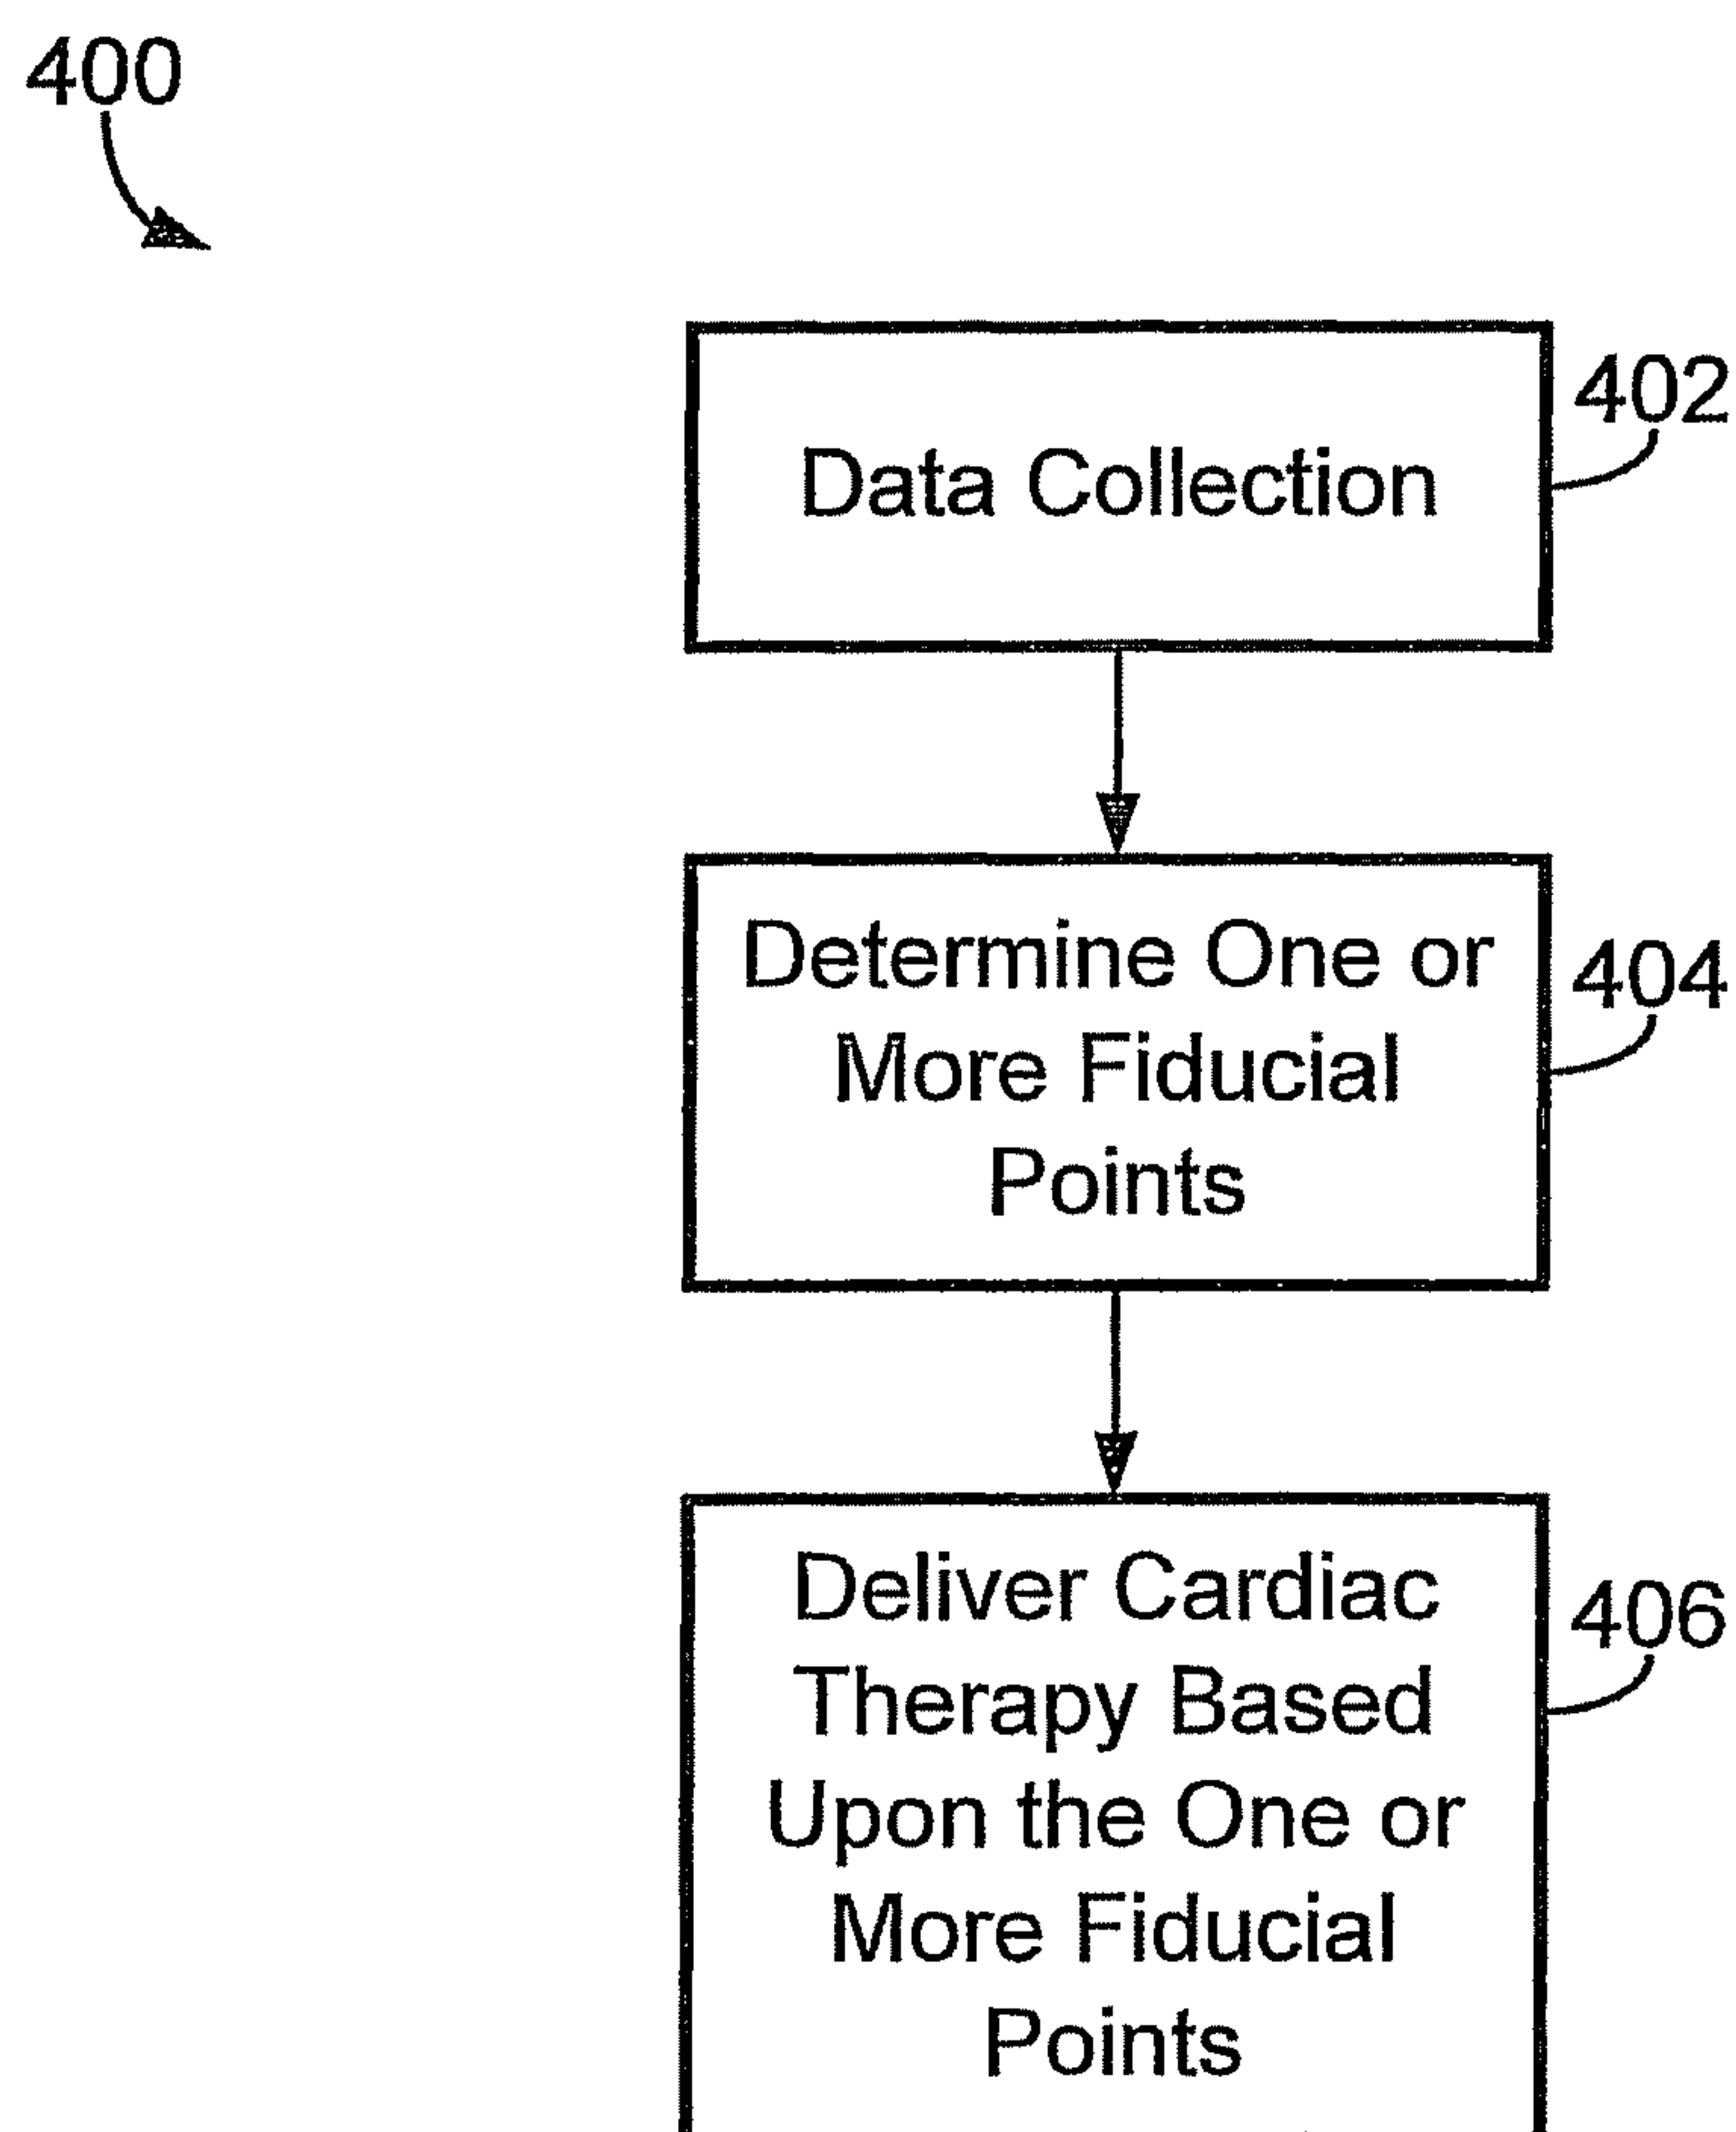 400
402
Data Collection
Determine One or
404
More Fiducial
Points
Deliver Cardiac
406
Therapy Based
Upon the One or
More Fiducial
Points